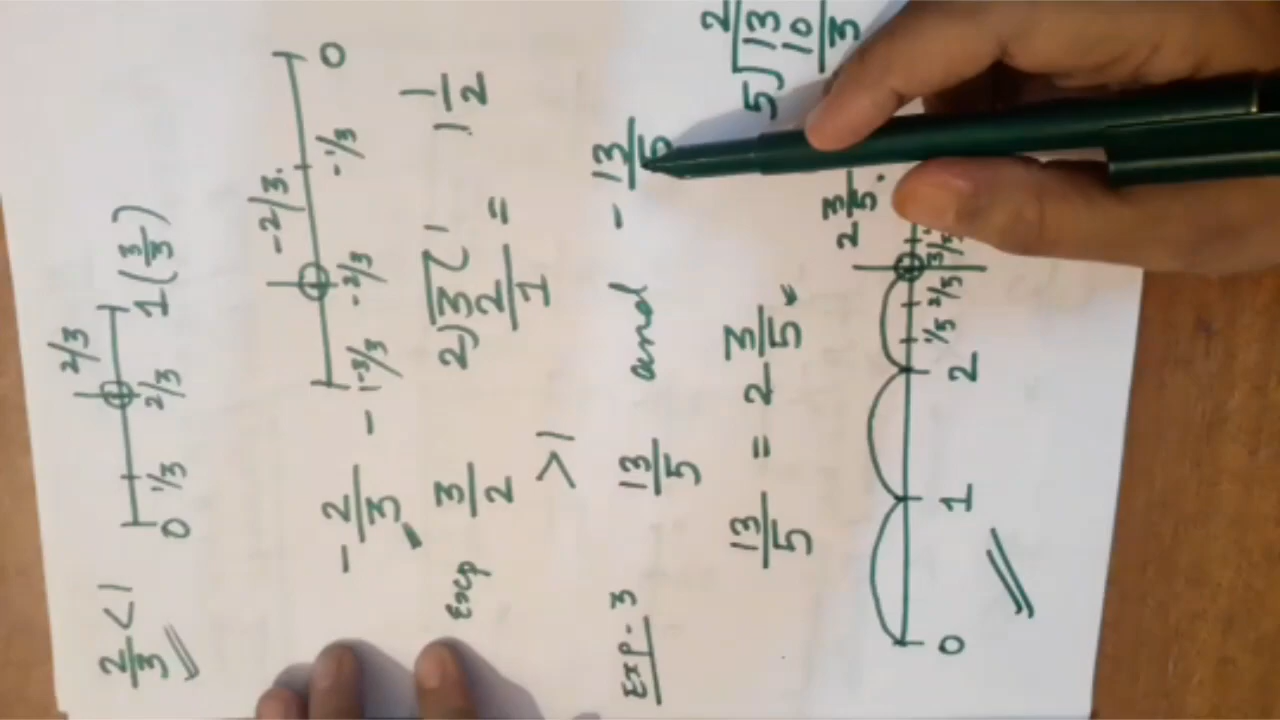 2/3 < 1
2/3
0 1/3 2/3 1 (3/3)
-2/3.
-2/3 - 1 -3/3 -2/3 -1/3 0
Exp 3/2 2)3(1 = 1 1/2
2
1
> 1
Exp-3 13/5 and -13/5
13/5 = 2 3/5
5)13 2
10
3
2 3/5.
0 1 2 1/5 2/5 3/5